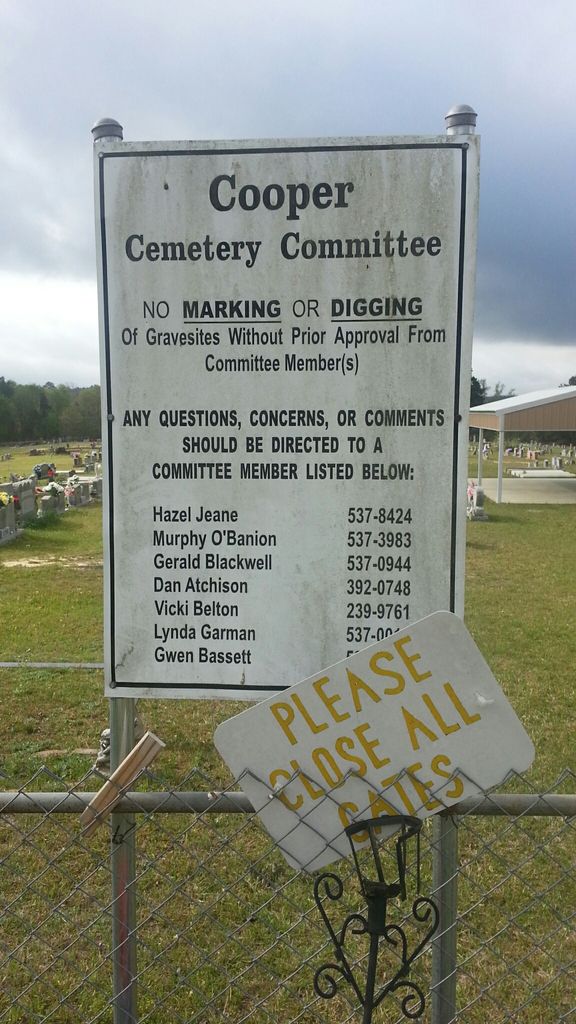 Cooper
Cemetery Committee
NO MARKING OR DIGGING
Of Gravesites Without Prior Approval From
Committee Member(s)
ANY QUESTIONS, CONCERNS, OR COMMENTS
SHOULD BE DIRECTED TO A
COMMITTEE MEMBER LISTED BELOW:
Hazel Jeane 537-8424
Murphy O'Banion 537-3983
Gerald Blackwell 537-0944
Dan Atchison 392-0748
Vicki Belton 239-9761
Lynda Garman
Gwen Bassett
PLEASE
CLOSE ALL
GATES